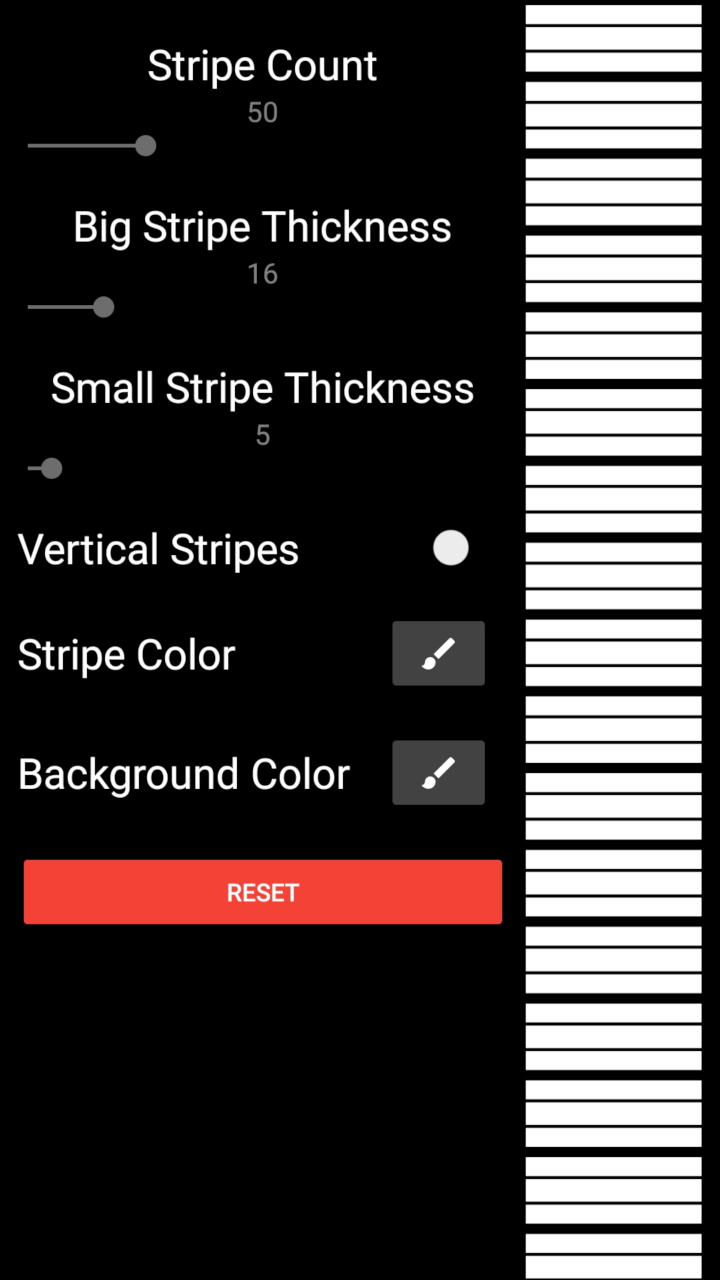 Stripe Count
50
Big Stripe Thickness
16
Small Stripe Thickness
5
Vertical Stripes
Stripe Color
Background Color
RESET